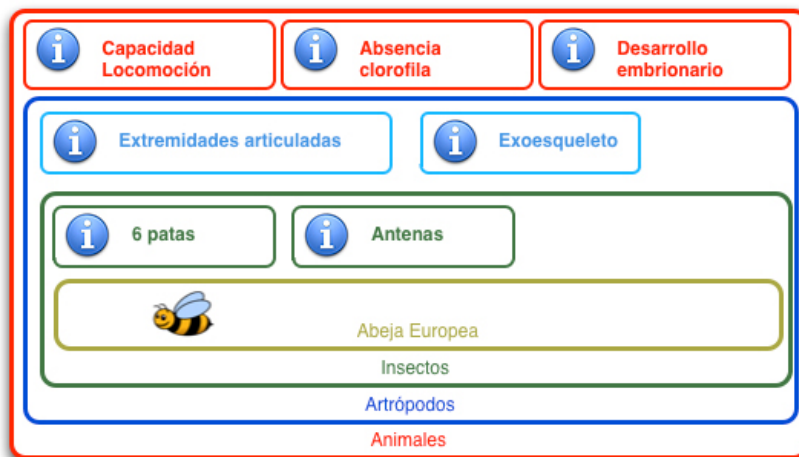 Capacidad
Locomoción
Absencia
clorofila
Desarrollo
embrionario
Extremidades articuladas
Exoesqueleto
6 patas
Antenas
Abeja Europea
Insectos
Artrópodos
Animales